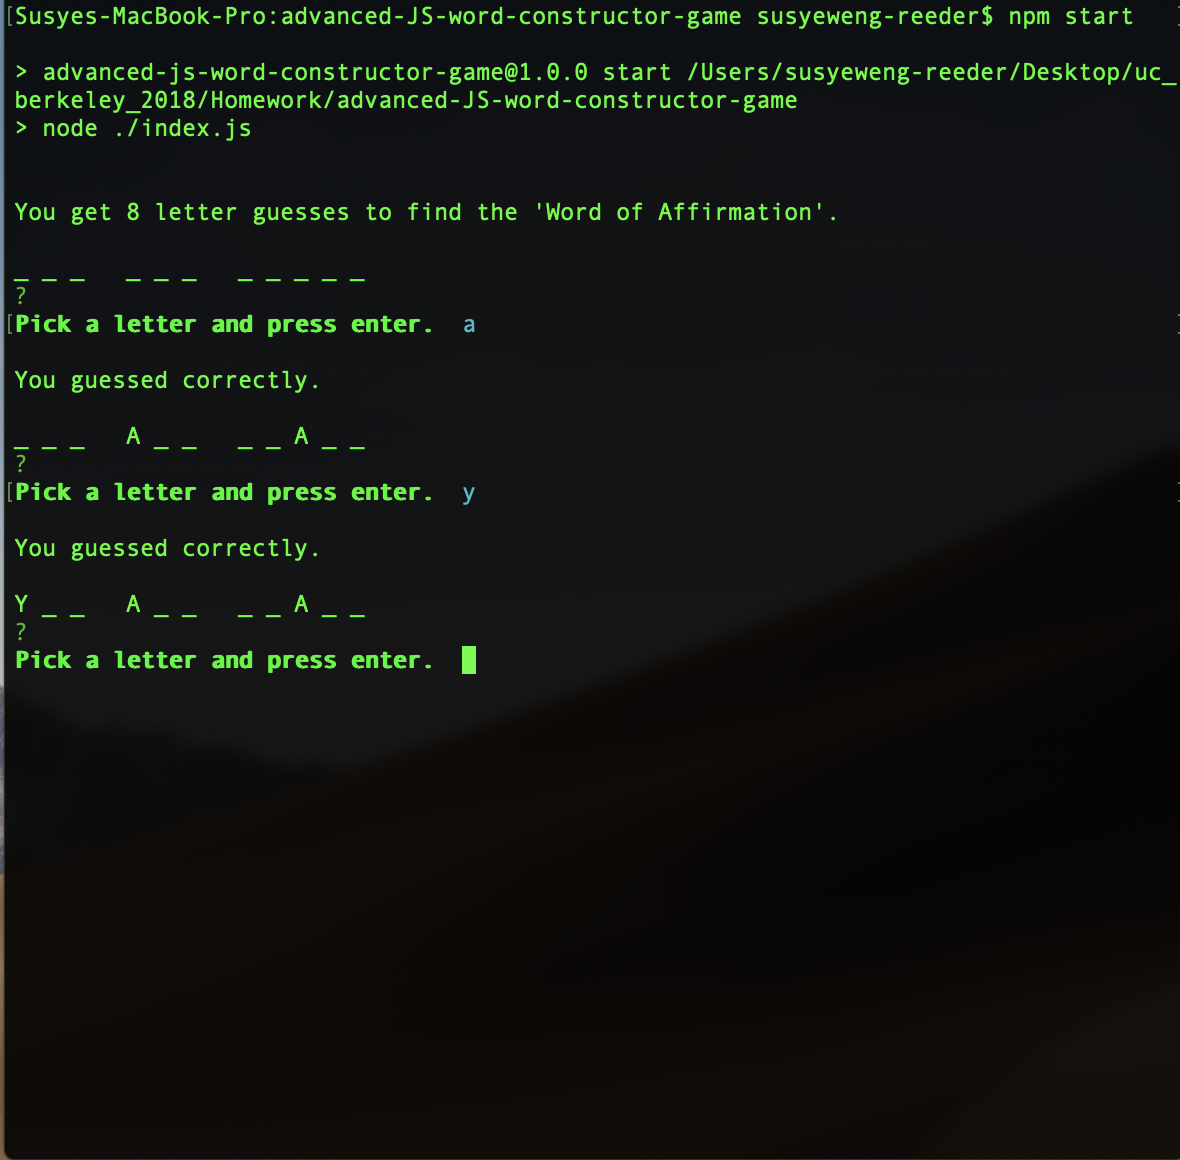 [Susyes-MacBook-Pro:advanced-JS-word-constructor-game susyeweng-reeder$ npm start ]
> advanced-js-word-constructor-game@1.0.0 start /Users/susyeweng-reeder/Desktop/uc_
berkeley_2018/Homework/advanced-JS-word-constructor-game
> node ./index.js
You get 8 letter guesses to find the 'Word of Affirmation'.
_ _ _   _ _ _   _ _ _ _ _
?
[Pick a letter and press enter.  a ]
You guessed correctly.
_ _ _   A _ _   _ _ A _ _
?
[Pick a letter and press enter.  y ]
You guessed correctly.
Y _ _   A _ _   _ _ A _ _
?
Pick a letter and press enter.